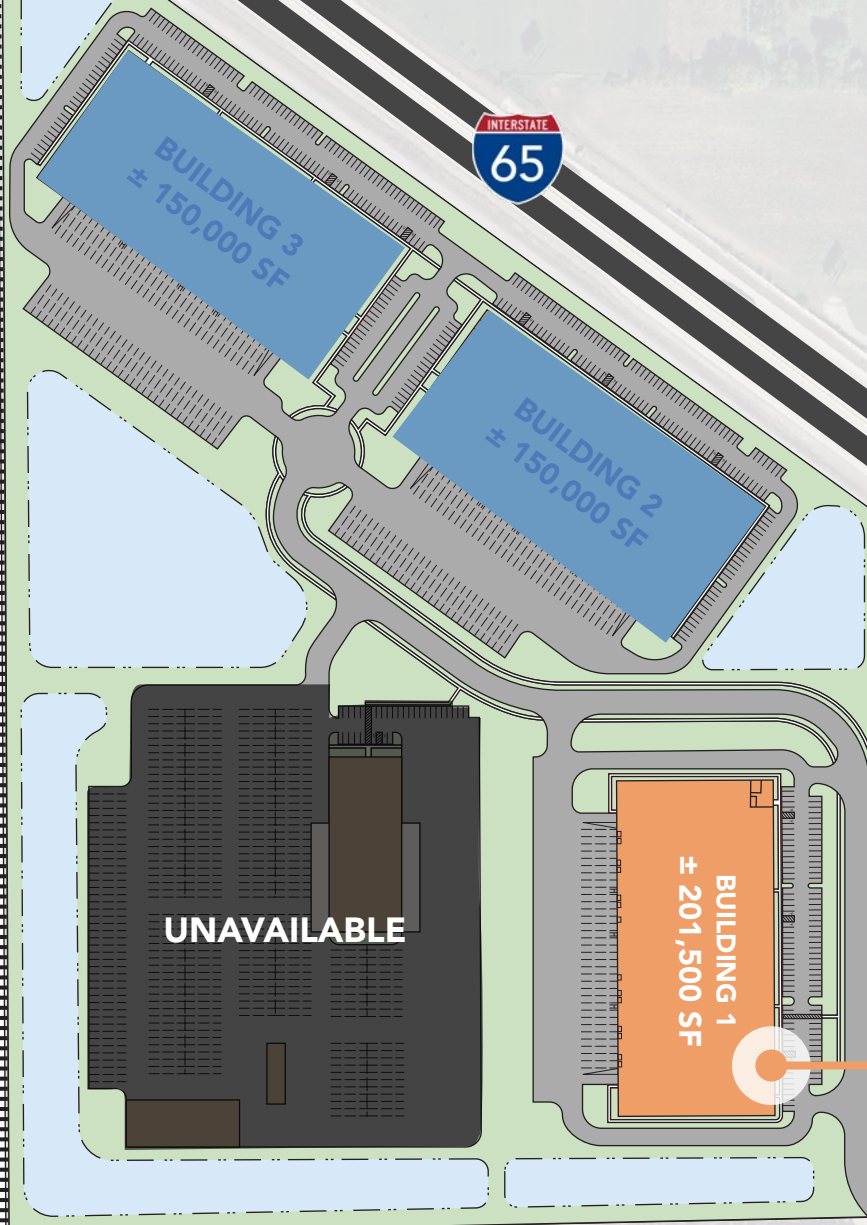 INTERSTATE
65
BUILDING 3
± 150,000 SF
BUILDING 2
± 150,000 SF
UNAVAILABLE
BUILDING 1
± 201,500 SF